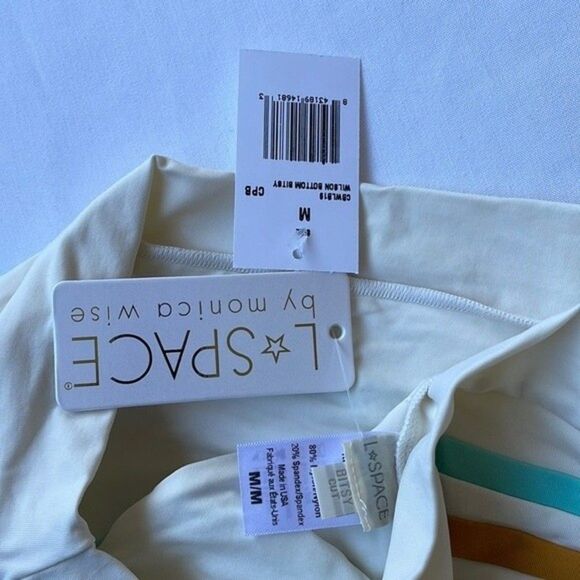 CBWLB19
WILSON BOTTOM BITSY
CPB
M
L☆SPACE®
by monica wise
L☆SPACE
BITSY
CUT
80%
20% Spandex/Spandex
Made in USA
Fabriqué aux États-Unis
M/M